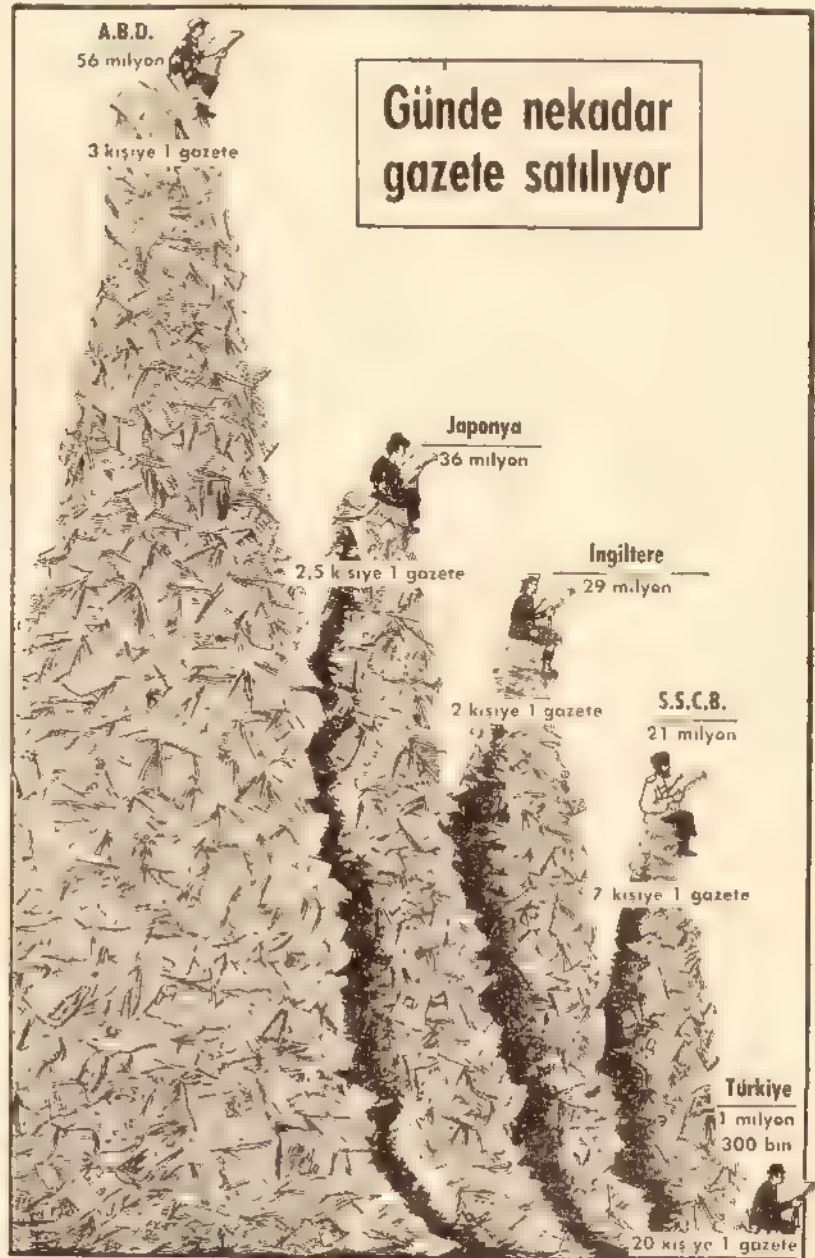 A.B.D.
56 milyon
3 kişiye 1 gazete
Günde nekadar
gazete satılıyor
Japonya
36 milyon
2,5 kişiye 1 gazete
İngiltere
29 milyon
2 kişiye 1 gazete
S.S.C.B.
21 milyon
7 kişiye 1 gazete
Türkiye
1 milyon
300 bin
20 kişiye 1 gazete